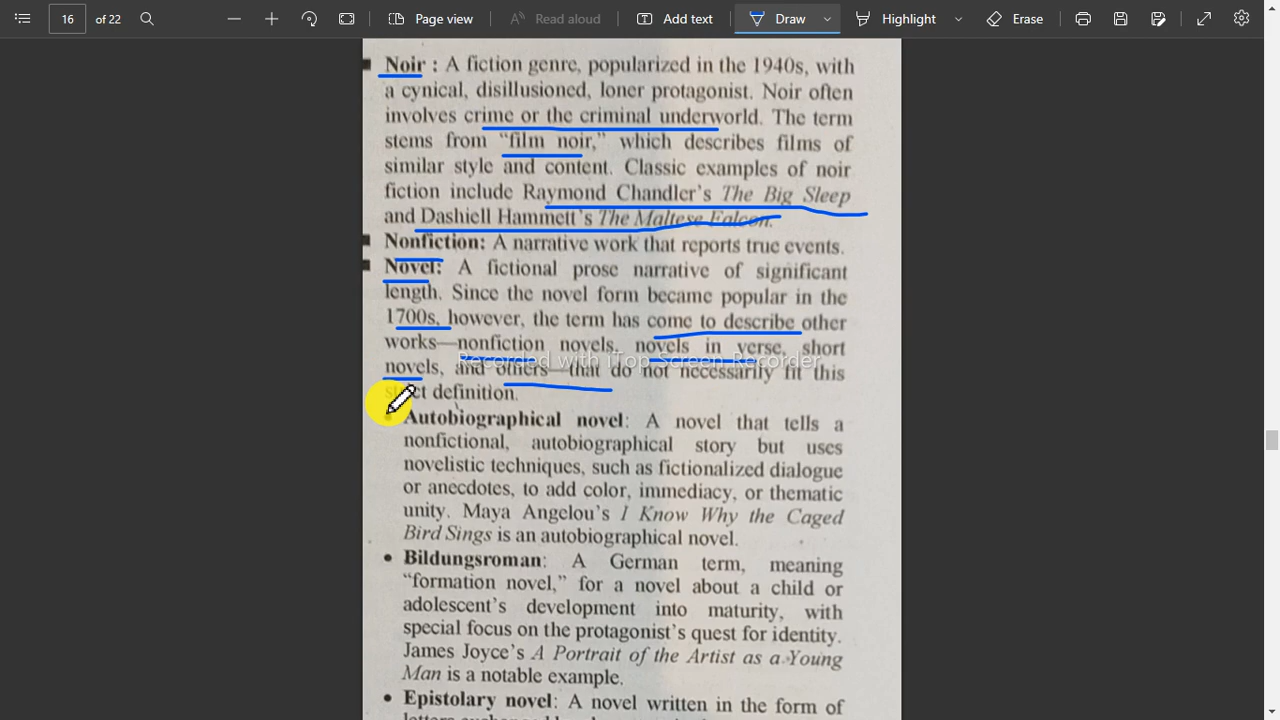 16 of 22 Page view Read aloud Add text Draw Highlight Erase
Noir : A fiction genre, popularized in the 1940s, with
a cynical, disillusioned, loner protagonist. Noir often
involves crime or the criminal underworld. The term
stems from “film noir,” which describes films of
similar style and content. Classic examples of noir
fiction include Raymond Chandler's The Big Sleep
and Dashiell Hammett's The Maltese Falcon.
Nonfiction: A narrative work that reports true events.
Novel: A fictional prose narrative of significant
length. Since the novel form became popular in the
1700s, however, the term has come to describe other
works—nonfiction novels, novels in verse, short
Recorded with iTop Screen Recorder
novels, and others—that do not necessarily fit this
definition.
Autobiographical novel: A novel that tells a
nonfictional, autobiographical story but uses
novelistic techniques, such as fictionalized dialogue
or anecdotes, to add color, immediacy, or thematic
unity. Maya Angelou's I Know Why the Caged
Bird Sings is an autobiographical novel.
• Bildungsroman: A German term, meaning
“formation novel,” for a novel about a child or
adolescent's development into maturity, with
special focus on the protagonist's quest for identity.
James Joyce's A Portrait of the Artist as a Young
Man is a notable example.
• Epistolary novel: A novel written in the form of